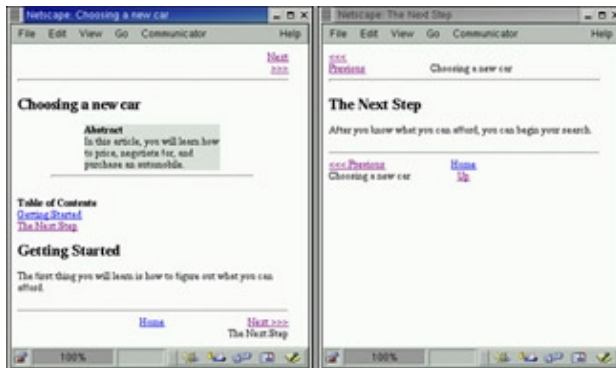 Netscape: Choosing a new car
File Edit View Go Communicator Help
Next
>>>
Choosing a new car
Abstract
In this article, you will learn how
to price, negotiate for, and
purchase an automobile.
Table of Contents
Getting Started
The Next Step
Getting Started
The first thing you will learn is how to figure out what you can
afford.
Home Next >>>
The Next Step
100%
Netscape: The Next Step
File Edit View Go Communicator Help
<<<
Previous Choosing a new car
The Next Step
After you know what you can afford, you can begin your search.
<<< Previous Home
Choosing a new car Up
100%